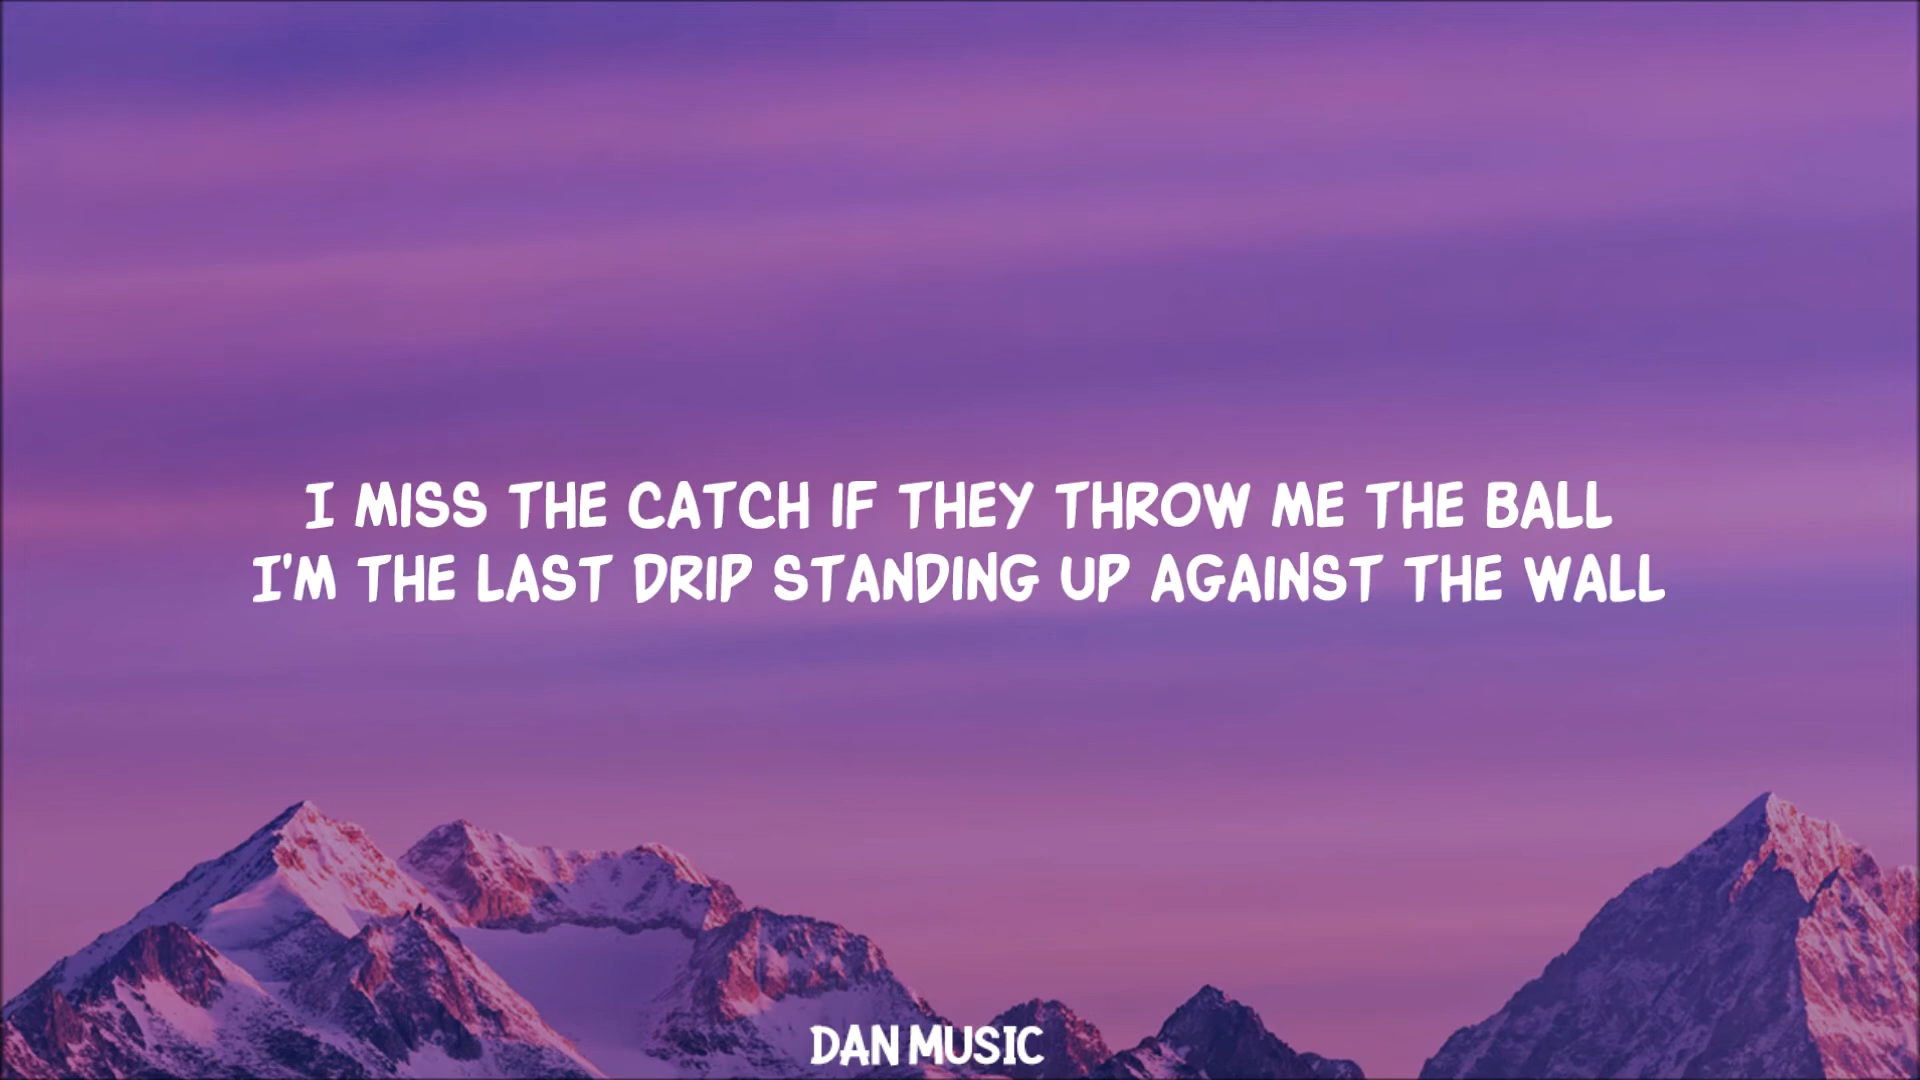 I MISS THE CATCH IF THEY THROW ME THE BALL
I'M THE LAST DRIP STANDING UP AGAINST THE WALL
DAN MUSIC